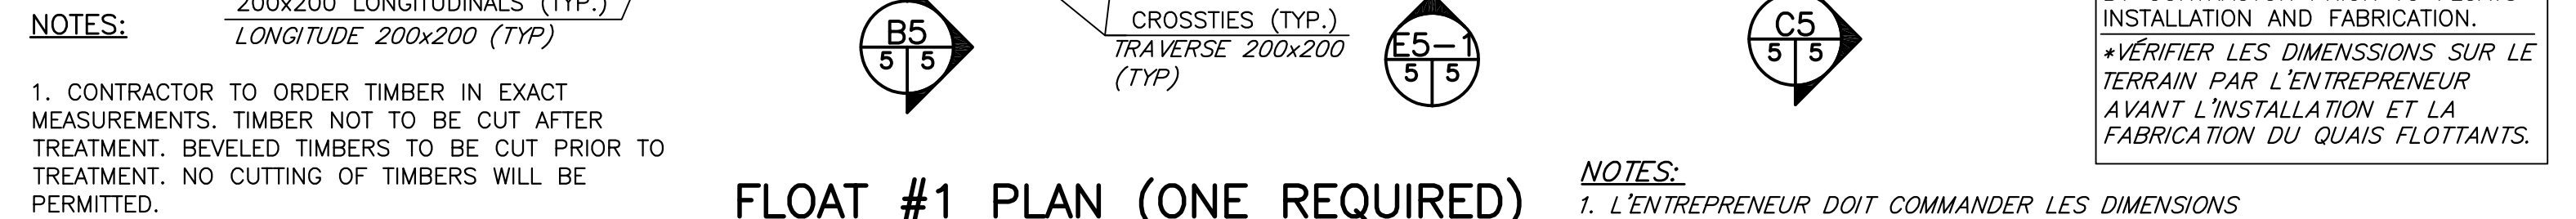 200x200 LONGITUDINALS (TYP.)
LONGITUDE 200x200 (TYP)
NOTES:
1. CONTRACTOR TO ORDER TIMBER IN EXACT
MEASUREMENTS. TIMBER NOT TO BE CUT AFTER
TREATMENT. BEVELED TIMBERS TO BE CUT PRIOR TO
TREATMENT. NO CUTTING OF TIMBERS WILL BE
PERMITTED.
B5
5 5
CROSSTIES (TYP.)
TRAVERSE 200x200
(TYP)
E5-1
5 5
C5
5 5
FLOAT #1 PLAN (ONE REQUIRED)
INSTALLATION AND FABRICATION.
*VÉRIFIER LES DIMENSSIONS SUR LE
TERRAIN PAR L'ENTREPRENEUR
AVANT L'INSTALLATION ET LA
FABRICATION DU QUAIS FLOTTANTS.
NOTES:
1. L'ENTREPRENEUR DOIT COMMANDER LES DIMENSIONS